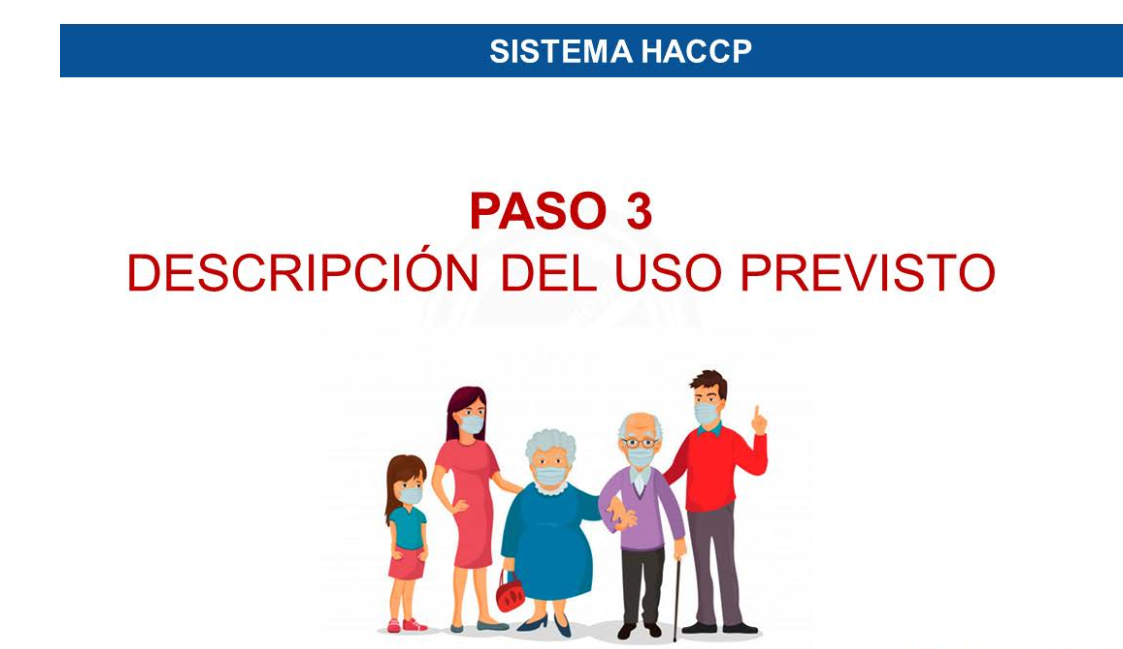 SISTEMA HACCP
PASO 3
DESCRIPCIÓN DEL USO PREVISTO